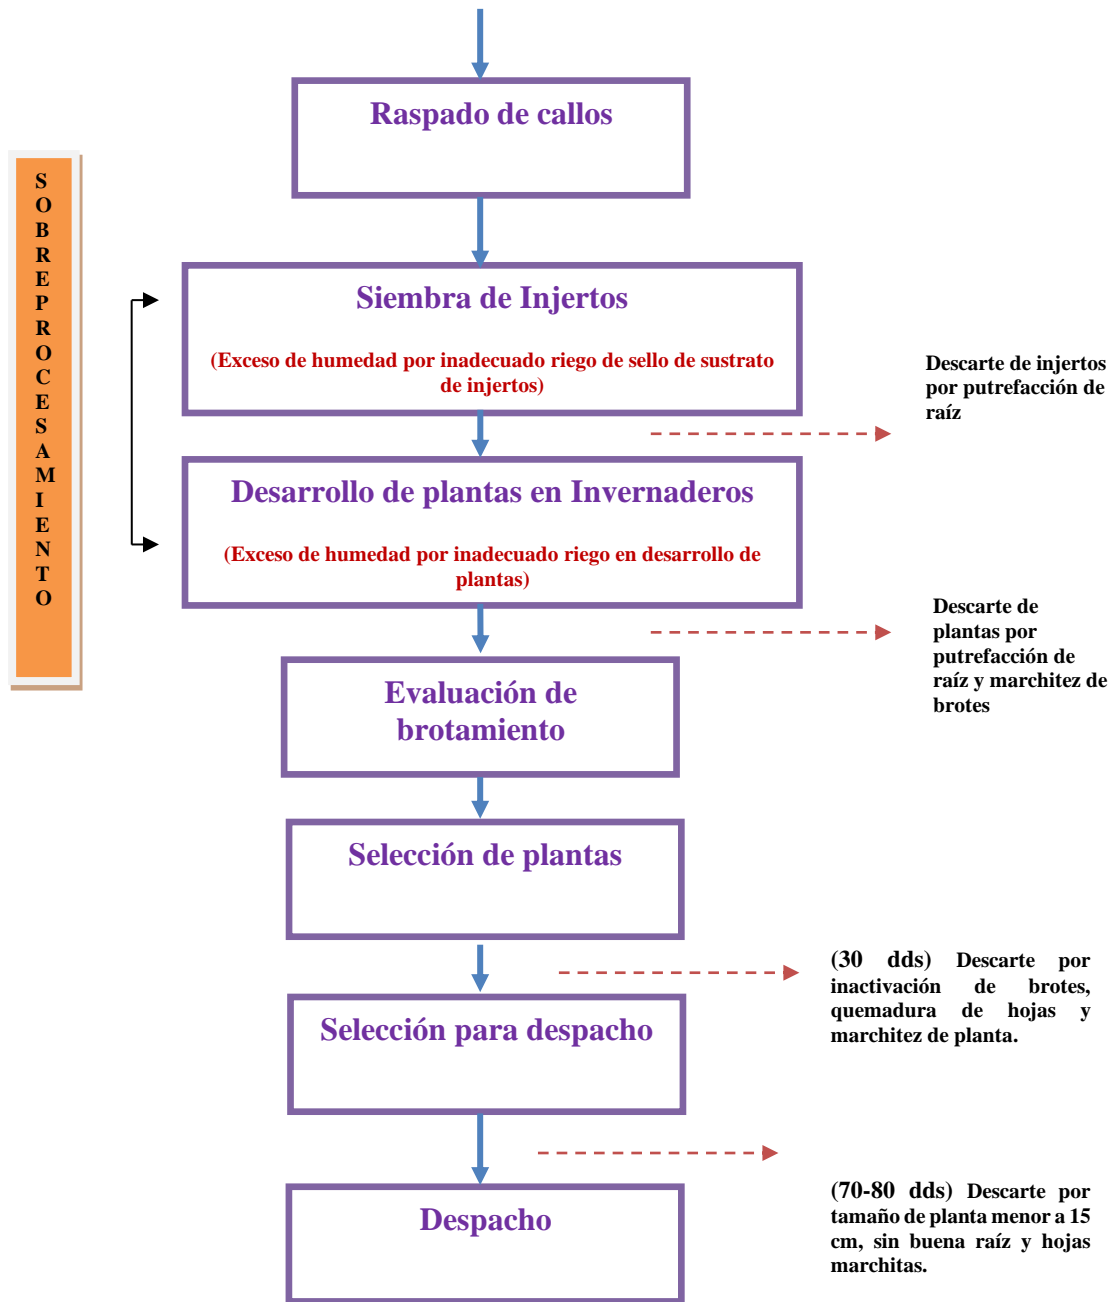 Raspado de callos
S
O
B
R
E
P
R
O
C
E
S
A
M
I
E
N
T
O
Siembra de Injertos
(Exceso de humedad por inadecuado riego de sello de sustrato
de injertos)
Descarte de injertos
por putrefacción de
raíz
Desarrollo de plantas en Invernaderos
(Exceso de humedad por inadecuado riego en desarrollo de
plantas)
Descarte de
plantas por
putrefacción de
raíz y marchitez de
brotes
Evaluación de
brotamiento
Selección de plantas
(30 dds) Descarte por
inactivación de brotes,
quemadura de hojas y
marchitez de planta.
Selección para despacho
(70-80 dds) Descarte por
tamaño de planta menor a 15
cm, sin buena raíz y hojas
marchitas.
Despacho